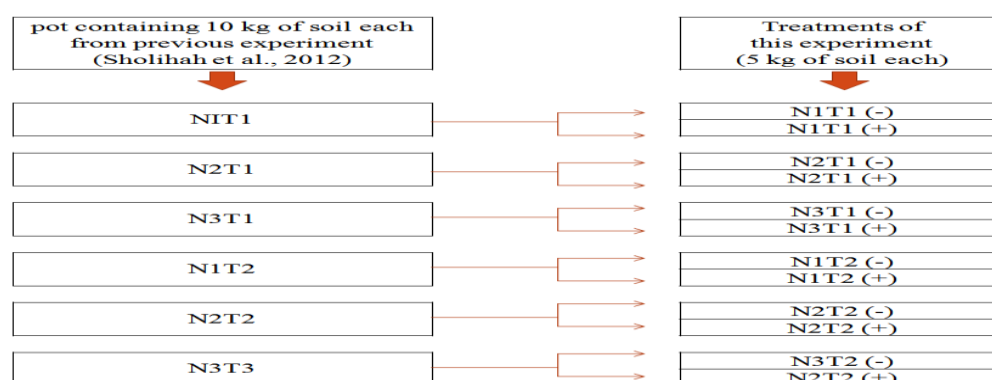 pot containing 10 kg of soil each
from previous experiment
(Sholihah et al., 2012)
Treatments of
this experiment
(5 kg of soil each)
NIT1
N1T1 (-)
N1T1 (+)
N2T1
N2T1 (-)
N2T1 (+)
N3T1
N3T1 (-)
N3T1 (+)
N1T2
N1T2 (-)
N1T2 (+)
N2T2
N2T2 (-)
N2T2 (+)
N3T3
N3T2 (-)